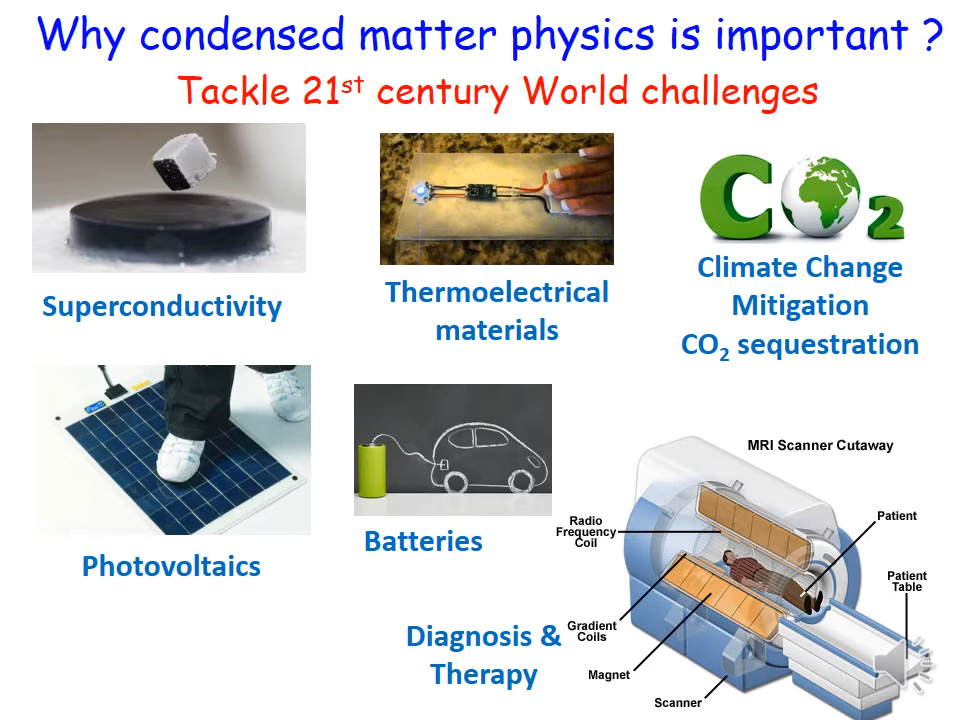 Why condensed matter physics is important ?
Tackle 21st century World challenges
Superconductivity
Thermoelectrical
materials
Climate Change
Mitigation
CO2 sequestration
CO2
Photovoltaics
Batteries
Diagnosis &
Therapy
MRI Scanner Cutaway
Radio
Frequency
Coil
Patient
Patient
Table
Gradient
Coils
Magnet
Scanner